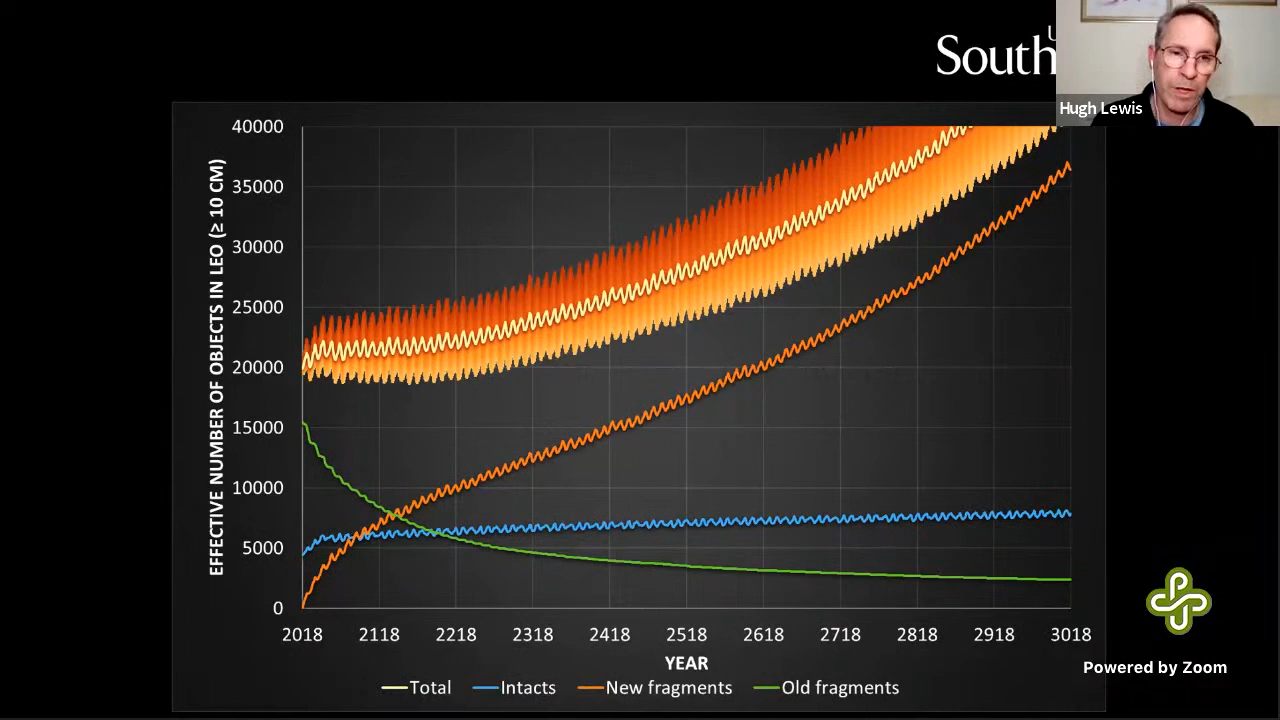 U
South
Hugh Lewis
EFFECTIVE NUMBER OF OBJECTS IN LEO (≥ 10 CM)
40000
35000
30000
25000
20000
15000
10000
5000
0
2018 2118 2218 2318 2418 2518 2618 2718 2818 2918 3018
YEAR
Total Intacts New fragments Old fragments
P S U
Powered by Zoom